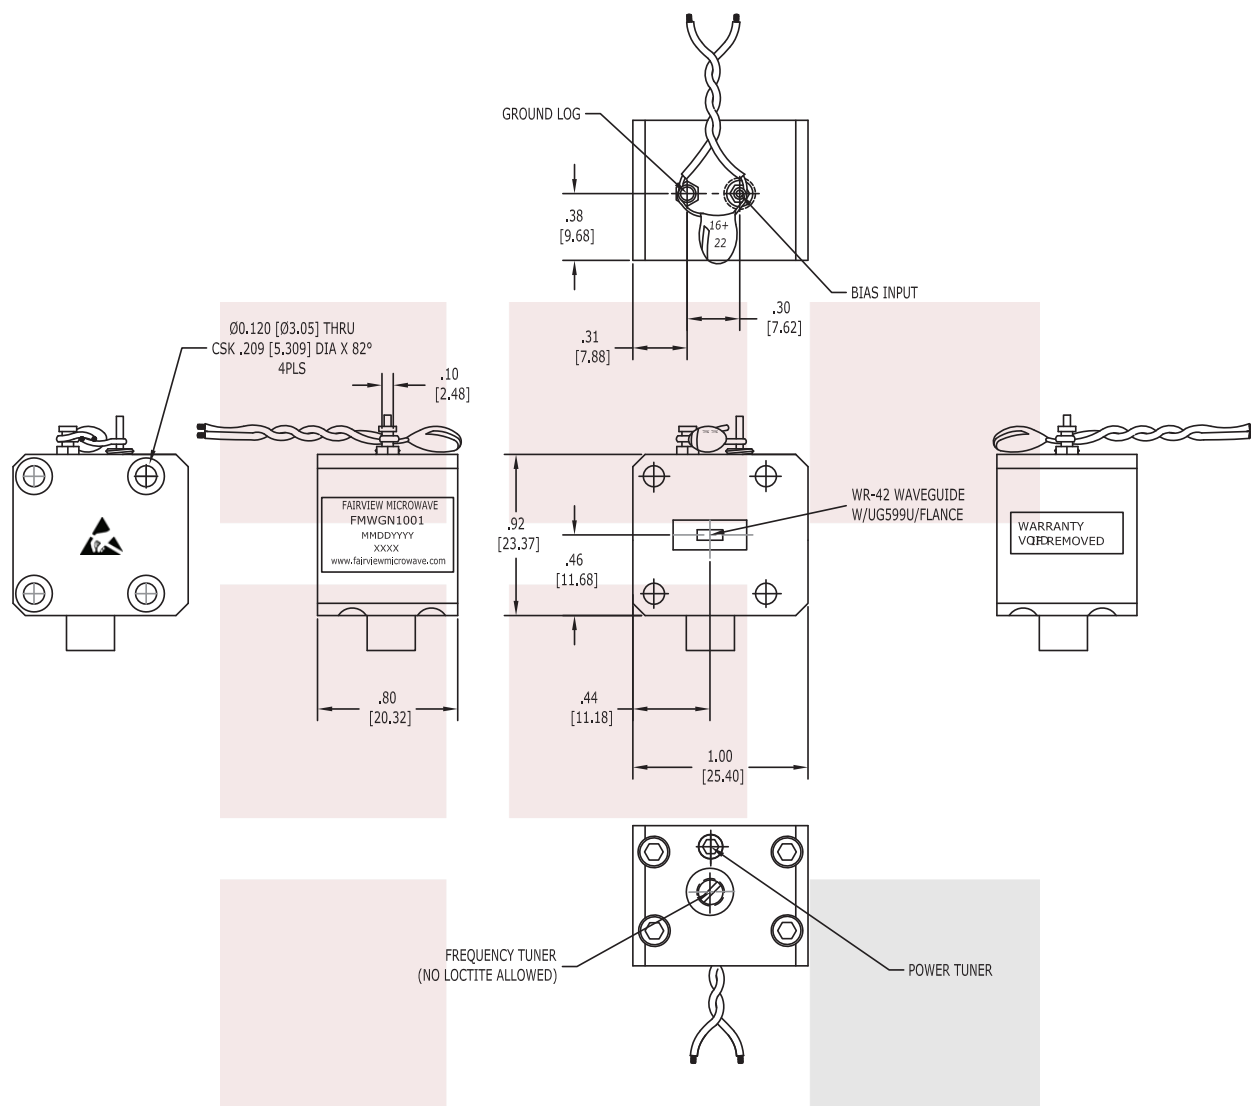 GROUND LOG
.38
[9.68]
16+
22
BIAS INPUT
.30
[7.62]
.31
[7.88]
Ø0.120 [Ø3.05] THRU
CSK .209 [5.309] DIA X 82°
4PLS
.10
[2.48]
FAIRVIEW MICROWAVE
FMWGN1001
MMDDYYYY
XXXX
www.fairviewmicrowave.com
.92
[23.37]
.46
[11.68]
WR-42 WAVEGUIDE
W/UG599U/FLANCE
WARRANTY
VOID IF REMOVED
.80
[20.32]
.44
[11.18]
1.00
[25.40]
FREQUENCY TUNER
(NO LOCTITE ALLOWED)
POWER TUNER